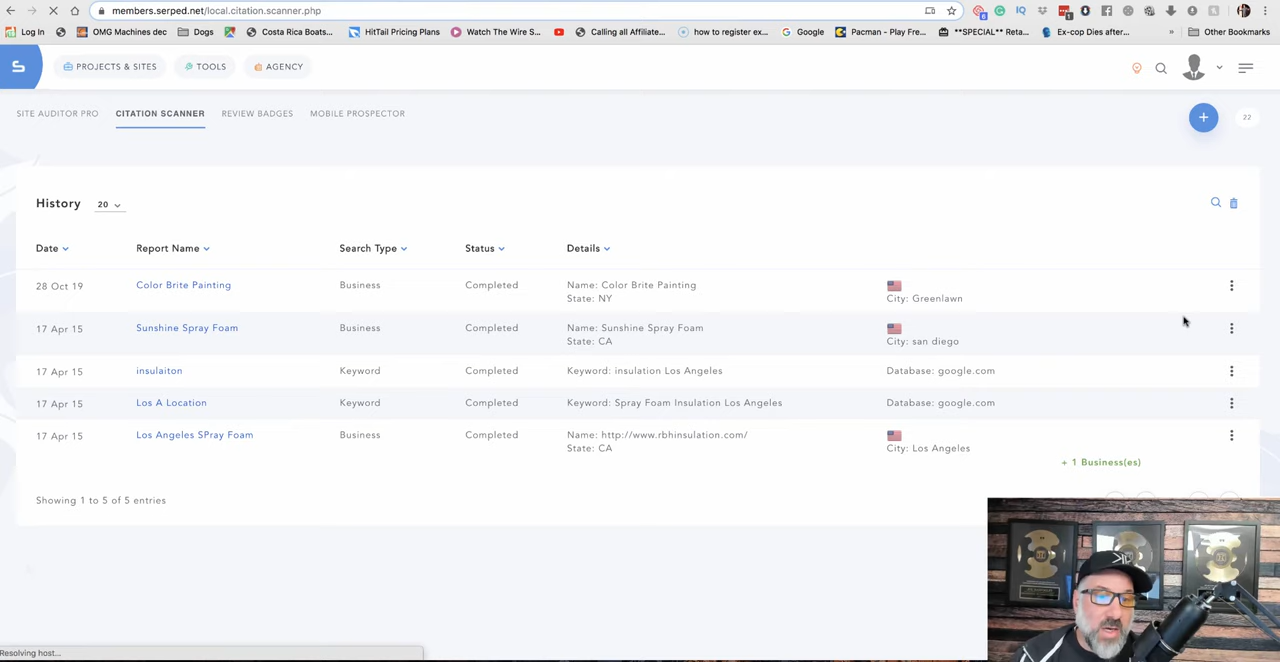 members.serped.net/local.citation.scanner.php
Log In OMG Machines dec Dogs Costa Rica Boats... HitTail Pricing Plans Watch The Wire S... Calling all Affiliate... how to register ex... Google Pacman - Play Fre... **SPECIAL** Reta... Ex-cop Dies after... » Other Bookmarks
S PROJECTS & SITES TOOLS AGENCY
SITE AUDITOR PRO CITATION SCANNER REVIEW BADGES MOBILE PROSPECTOR + 22
History 20
Date Report Name Search Type Status Details
28 Oct 19 Color Brite Painting Business Completed Name: Color Brite Painting
State: NY City: Greenlawn
17 Apr 15 Sunshine Spray Foam Business Completed Name: Sunshine Spray Foam
State: CA City: san diego
17 Apr 15 insulaiton Keyword Completed Keyword: insulation Los Angeles Database: google.com
17 Apr 15 Los A Location Keyword Completed Keyword: Spray Foam Insulation Los Angeles Database: google.com
17 Apr 15 Los Angeles SPray Foam Business Completed Name: http://www.rbhinsulation.com/
State: CA City: Los Angeles
+ 1 Business(es)
Showing 1 to 5 of 5 entries
Resolving host...